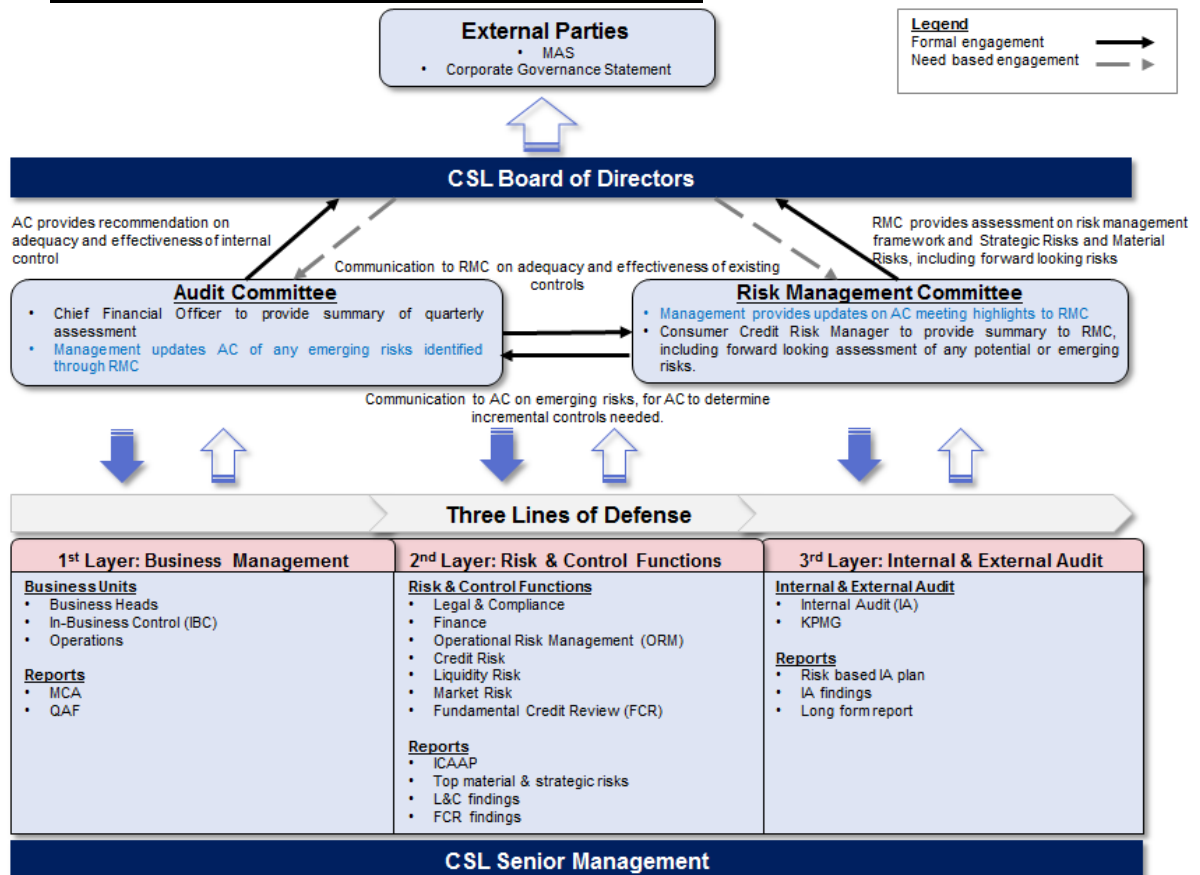 External Parties
• MAS
• Corporate Governance Statement
Legend
Formal engagement
Need based engagement
CSL Board of Directors
AC provides recommendation on
adequacy and effectiveness of internal
control
RMC provides assessment on risk management
framework and Strategic Risks and Material
Risks, including forward looking risks
Communication to RMC on adequacy and effectiveness of existing
controls
Audit Committee
• Chief Financial Officer to provide summary of quarterly
assessment
• Management updates AC of any emerging risks identified
through RMC
Risk Management Committee
• Management provides updates on AC meeting highlights to RMC
• Consumer Credit Risk Manager to provide summary to RMC,
including forward looking assessment of any potential or emerging
risks.
Communication to AC on emerging risks, for AC to determine
incremental controls needed.
Three Lines of Defense
1st Layer: Business Management
Business Units
• Business Heads
• In-Business Control (IBC)
• Operations
Reports
• MCA
• QAF
2nd Layer: Risk & Control Functions
Risk & Control Functions
• Legal & Compliance
• Finance
• Operational Risk Management (ORM)
• Credit Risk
• Liquidity Risk
• Market Risk
• Fundamental Credit Review (FCR)
Reports
• ICAAP
• Top material & strategic risks
• L&C findings
• FCR findings
3rd Layer: Internal & External Audit
Internal & External Audit
• Internal Audit (IA)
• KPMG
Reports
• Risk based IA plan
• IA findings
• Long form report
CSL Senior Management